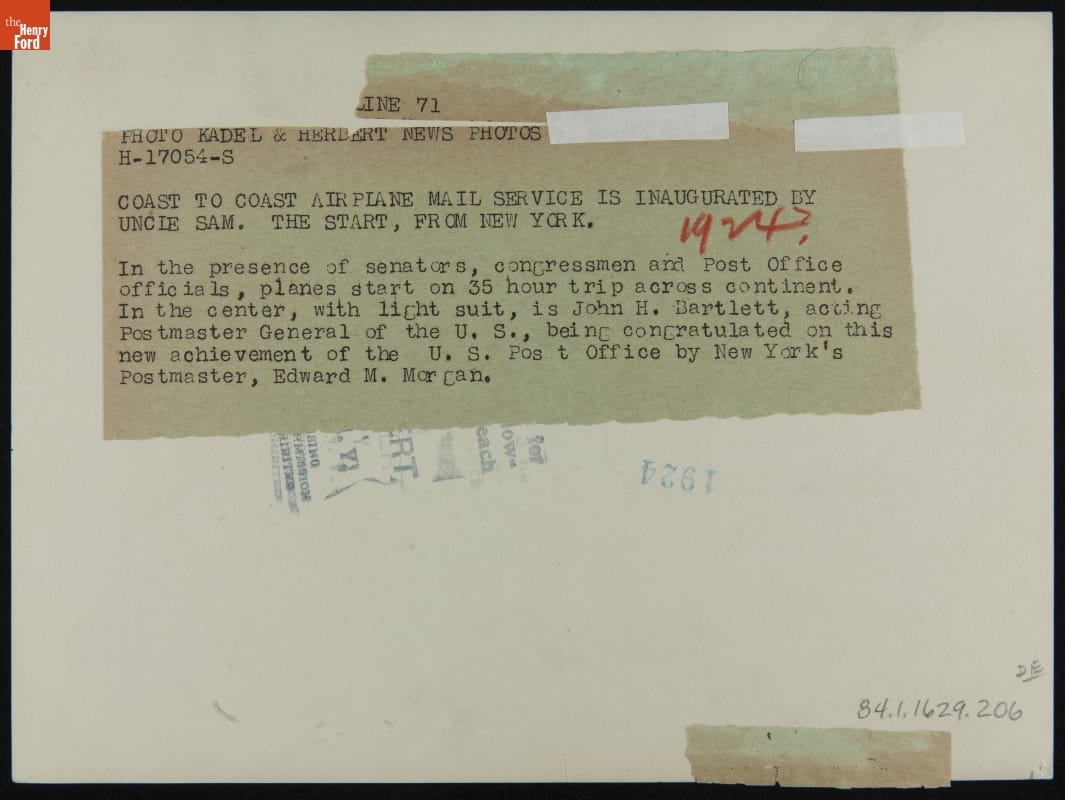 the
Henry
Ford
LINE 71
PHOTO KADEL & HERBERT NEWS PHOTOS
H-17054-S
COAST TO COAST AIRPLANE MAIL SERVICE IS INAUGURATED BY
UNCLE SAM. THE START, FROM NEW YORK.
1924?
In the presence of senators, congressmen and Post Office
officials, planes start on 35 hour trip across continent.
In the center, with light suit, is John H. Bartlett, acting
Postmaster General of the U. S., being congratulated on this
new achievement of the U. S. Pos t Office by New York's
Postmaster, Edward M. Morgan.
for
each
1924
DE
84.1.1629.206